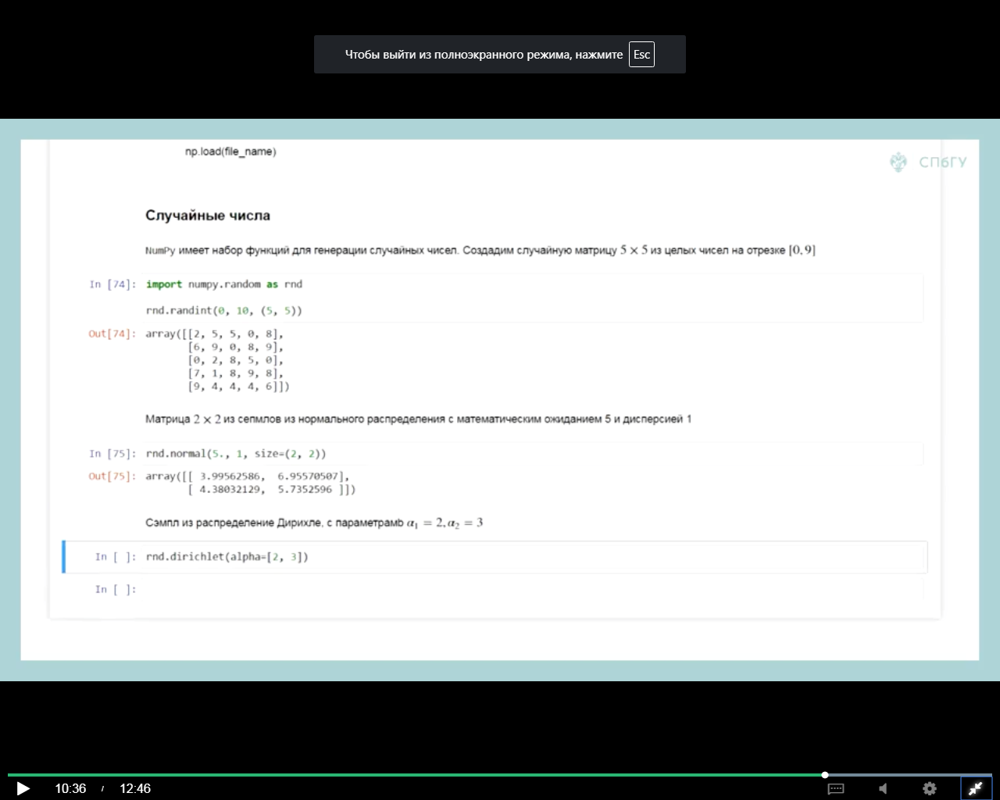 Чтобы выйти из полноэкранного режима, нажмите Esc
np.load(file_name)
СПбГУ
Случайные числа
NumPy имеет набор функций для генерации случайных чисел. Создадим случайную матрицу 5 × 5 из целых чисел на отрезке [0, 9]
In [74]: import numpy.random as rnd
rnd.randint(0, 10, (5, 5))
Out[74]: array([[2, 5, 5, 0, 8],
[6, 9, 0, 8, 9],
[0, 2, 8, 5, 0],
[7, 1, 8, 9, 8],
[9, 4, 4, 4, 6]])
Матрица 2 × 2 из сепмлов из нормального распределения с математическим ожиданием 5 и дисперсией 1
In [75]: rnd.normal(5., 1, size=(2, 2))
Out[75]: array([[ 3.99562586, 6.95570507],
[ 4.38032129, 5.7352596 ]])
Сэмпл из распределение Дирихле, с параметрамb α₁ = 2, α₂ = 3
In [ ]: rnd.dirichlet(alpha=[2, 3])
In [ ]:
10:36 / 12:46